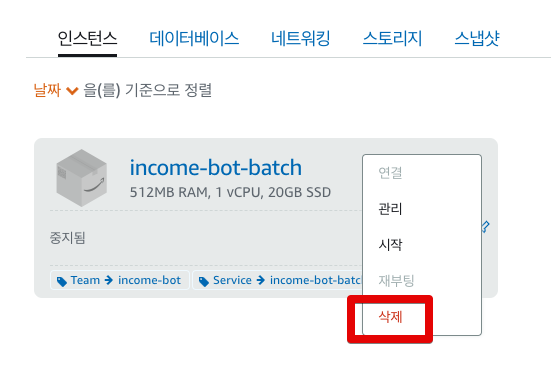 인스턴스 데이터베이스 네트워킹 스토리지 스냅샷
날짜 을(를) 기준으로 정렬
income-bot-batch
512MB RAM, 1 vCPU, 20GB SSD
중지됨
Team → income-bot Service → income-bot-batch
연결
관리
시작
재부팅
삭제